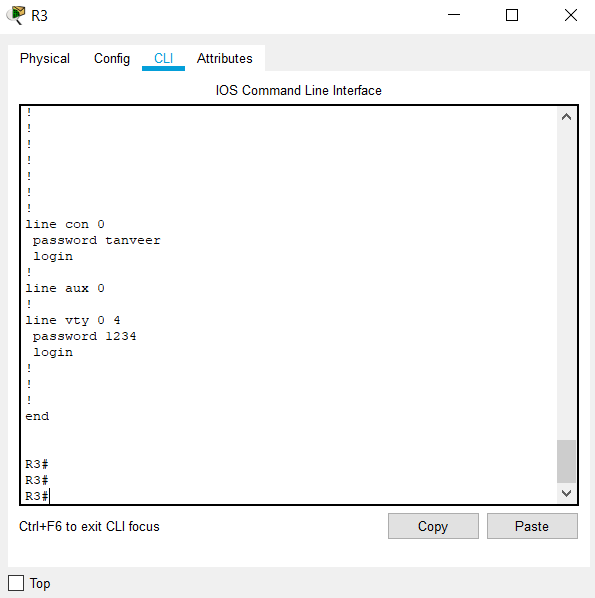 R3
Physical Config CLI Attributes
IOS Command Line Interface
!
!
!
!
!
!
!
line con 0
 password tanveer
 login
!
line aux 0
!
line vty 0 4
 password 1234
 login
!
!
!
end
R3#
R3#
R3#
Ctrl+F6 to exit CLI focus Copy Paste
Top